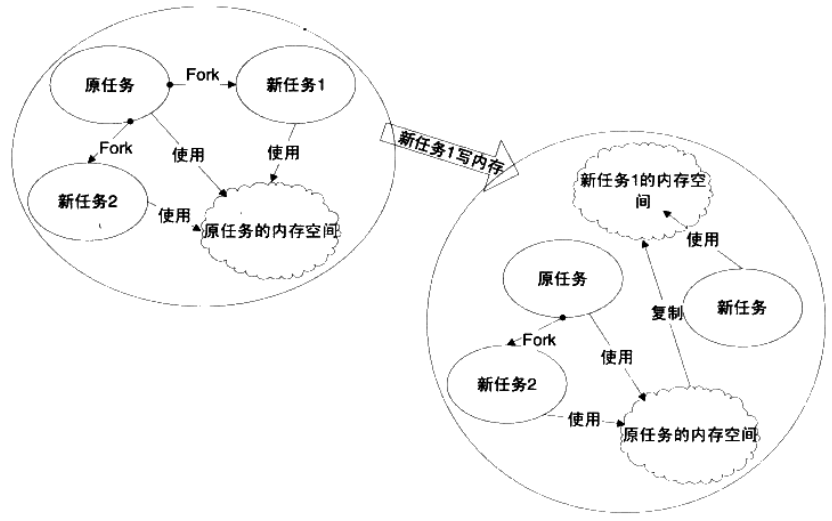 原任务
Fork
新任务1
Fork
使用
使用
新任务2
使用
原任务的内存空间
新任务1写内存
新任务1的内存空
间
使用
原任务
新任务
复制
Fork
使用
新任务2
使用
原任务的内存空间